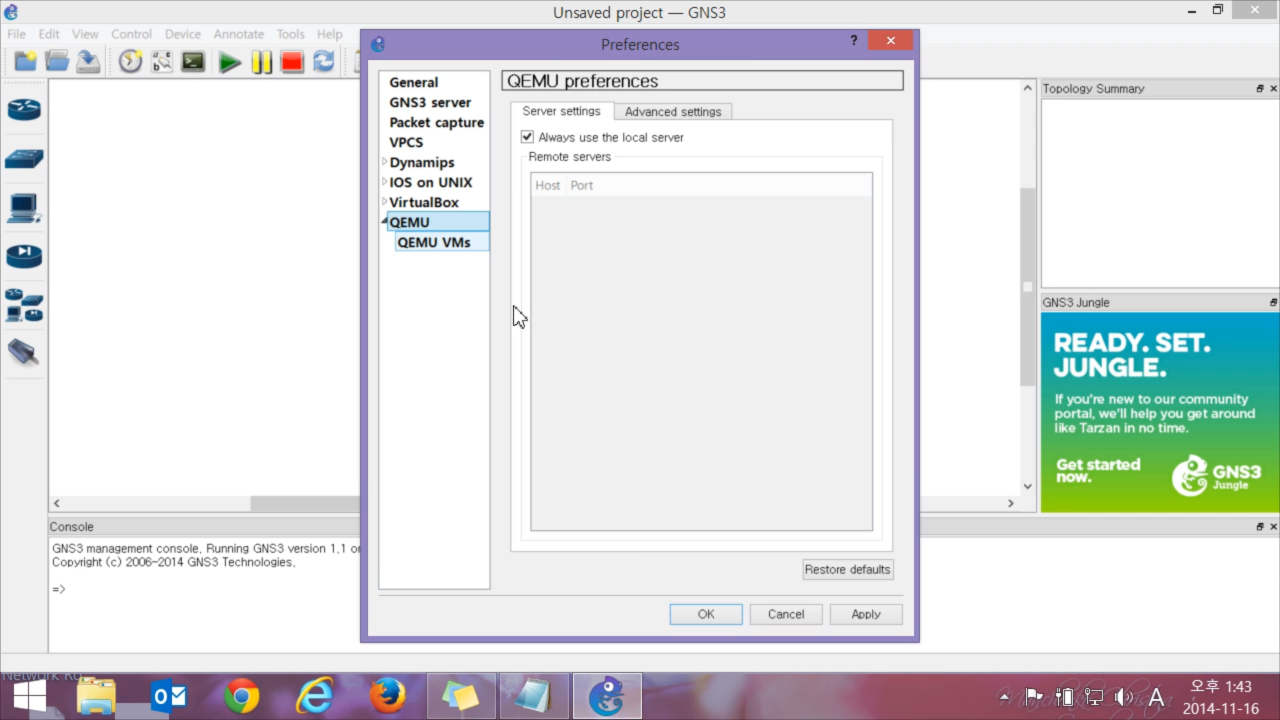 Unsaved project — GNS3
File Edit View Control Device Annotate Tools Help
Preferences
?
General
GNS3 server
Packet capture
VPCS
Dynamips
IOS on UNIX
VirtualBox
QEMU
QEMU VMs
QEMU preferences
Server settings
Advanced settings
Always use the local server
Remote servers
Host Port
Restore defaults
OK Cancel Apply
Topology Summary
GNS3 Jungle
READY. SET.
JUNGLE.
If you're new to our community
portal, we'll help you get around
like Tarzan in no time.
Get started
now.
GNS3
Jungle
Console
GNS3 management console. Running GNS3 version 1.1 o
Copyright (c) 2006-2014 GNS3 Technologies.
=>
Network
A
오후 1:43
2014-11-16